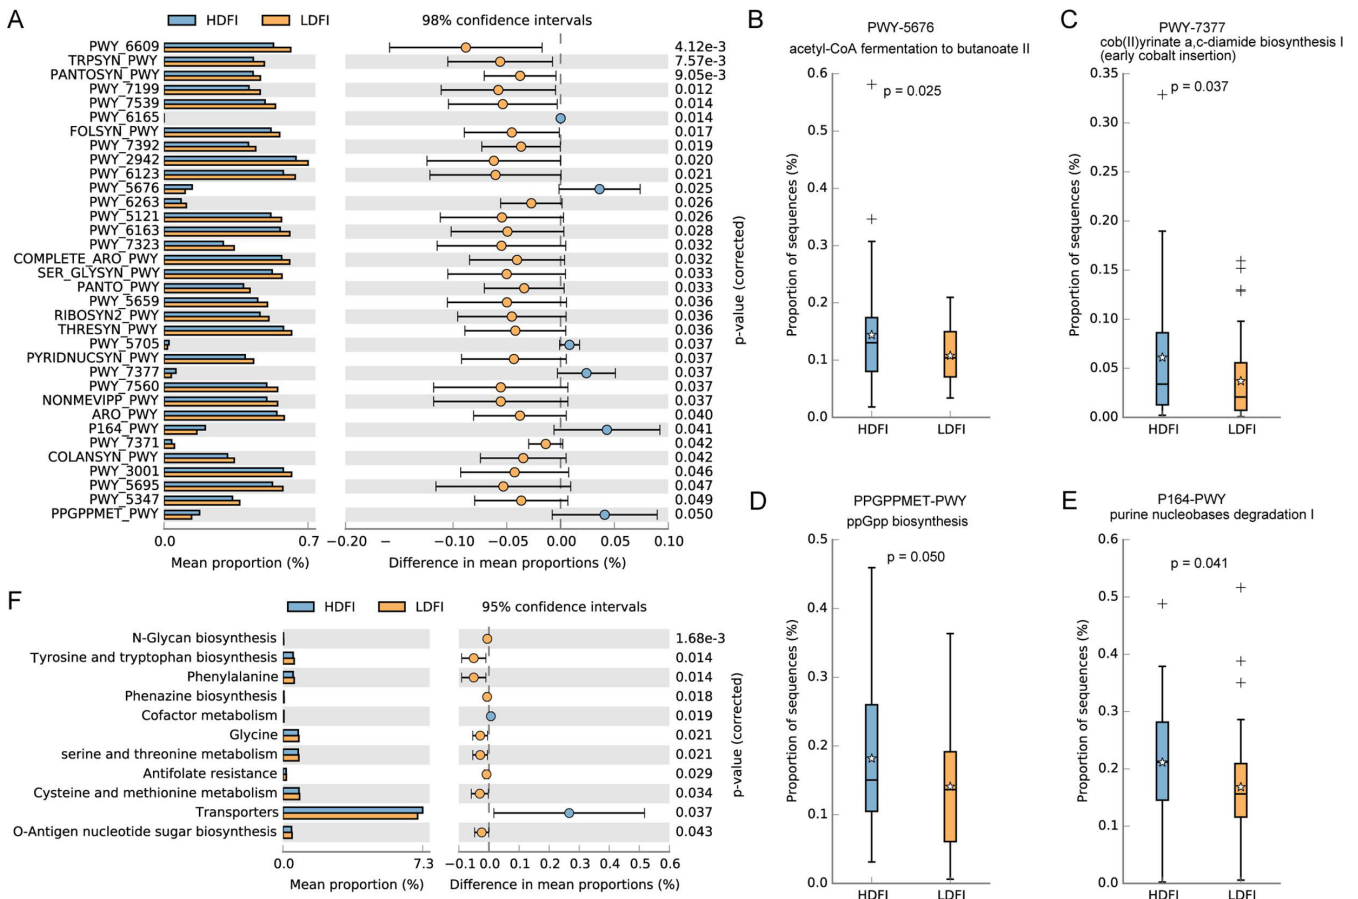 A
HDFI
LDFI
98% confidence intervals
PWY_6609
4.12e-3
TRPSYN_PWY
7.57e-3
PANTOSYN_PWY
9.05e-3
PWY_7199
0.012
PWY_7539
0.014
PWY_6165
0.014
FOLSYN_PWY
0.017
PWY_7392
0.019
PWY_2942
0.020
PWY_6123
0.021
PWY_5676
0.025
PWY_6263
0.026
PWY_5121
0.026
PWY_6163
0.028
PWY_7323
0.032
COMPLETE_ARO_PWY
0.032
SER_GLYSYN_PWY
0.033
PANTO_PWY
0.033
PWY_5659
0.036
RIBOSYN2_PWY
0.036
THRESYN_PWY
0.036
PWY_5705
0.037
PYRIDNUCSYN_PWY
0.037
PWY_7377
0.037
PWY_7560
0.037
NONMEVIPP_PWY
0.037
ARO_PWY
0.040
P164_PWY
0.041
PWY_7371
0.042
COLANSYN_PWY
0.042
PWY_3001
0.046
PWY_5695
0.047
PWY_5347
0.049
PPGGPPMET_PWY
0.050
p-value (corrected)
0.0
0.7
Mean proportion (%)
−0.20
−
−0.05
0.00
0.05
0.10
Difference in mean proportions (%)
B
PWY-5676
acetyl-CoA fermentation to butanoate II
p = 0.025
Proportion of sequences (%)
0.6
0.5
0.4
0.3
0.2
0.1
0.0
HDFI
LDFI
C
PWY-7377
cob(II)yrinate a,c-diamide biosynthesis I
(early cobalt insertion)
p = 0.037
Proportion of sequences (%)
0.35
0.30
0.25
0.20
0.15
0.10
0.05
0.00
HDFI
LDFI
D
PPGGPPMET-PWY
ppGpp biosynthesis
p = 0.050
Proportion of sequences (%)
0.5
0.4
0.3
0.2
0.1
0.0
HDFI
LDFI
E
P164-PWY
purine nucleobases degradation I
p = 0.041
Proportion of sequences (%)
0.6
0.5
0.4
0.3
0.2
0.1
0.0
HDFI
LDFI
F
HDFI
LDFI
95% confidence intervals
N-Glycan biosynthesis
1.68e-3
Tyrosine and tryptophan biosynthesis
0.014
Phenylalanine
0.014
Phenazine biosynthesis
0.018
Cofactor metabolism
0.019
Glycine
0.021
serine and threonine metabolism
0.021
Antifolate resistance
0.029
Cysteine and methionine metabolism
0.034
Transporters
0.037
O-Antigen nucleotide sugar biosynthesis
0.043
p-value (corrected)
0.0
7.3
Mean proportion (%)
−0.1
0.0
0.1
0.2
0.3
0.4
0.5
0.6
Difference in mean proportions (%)